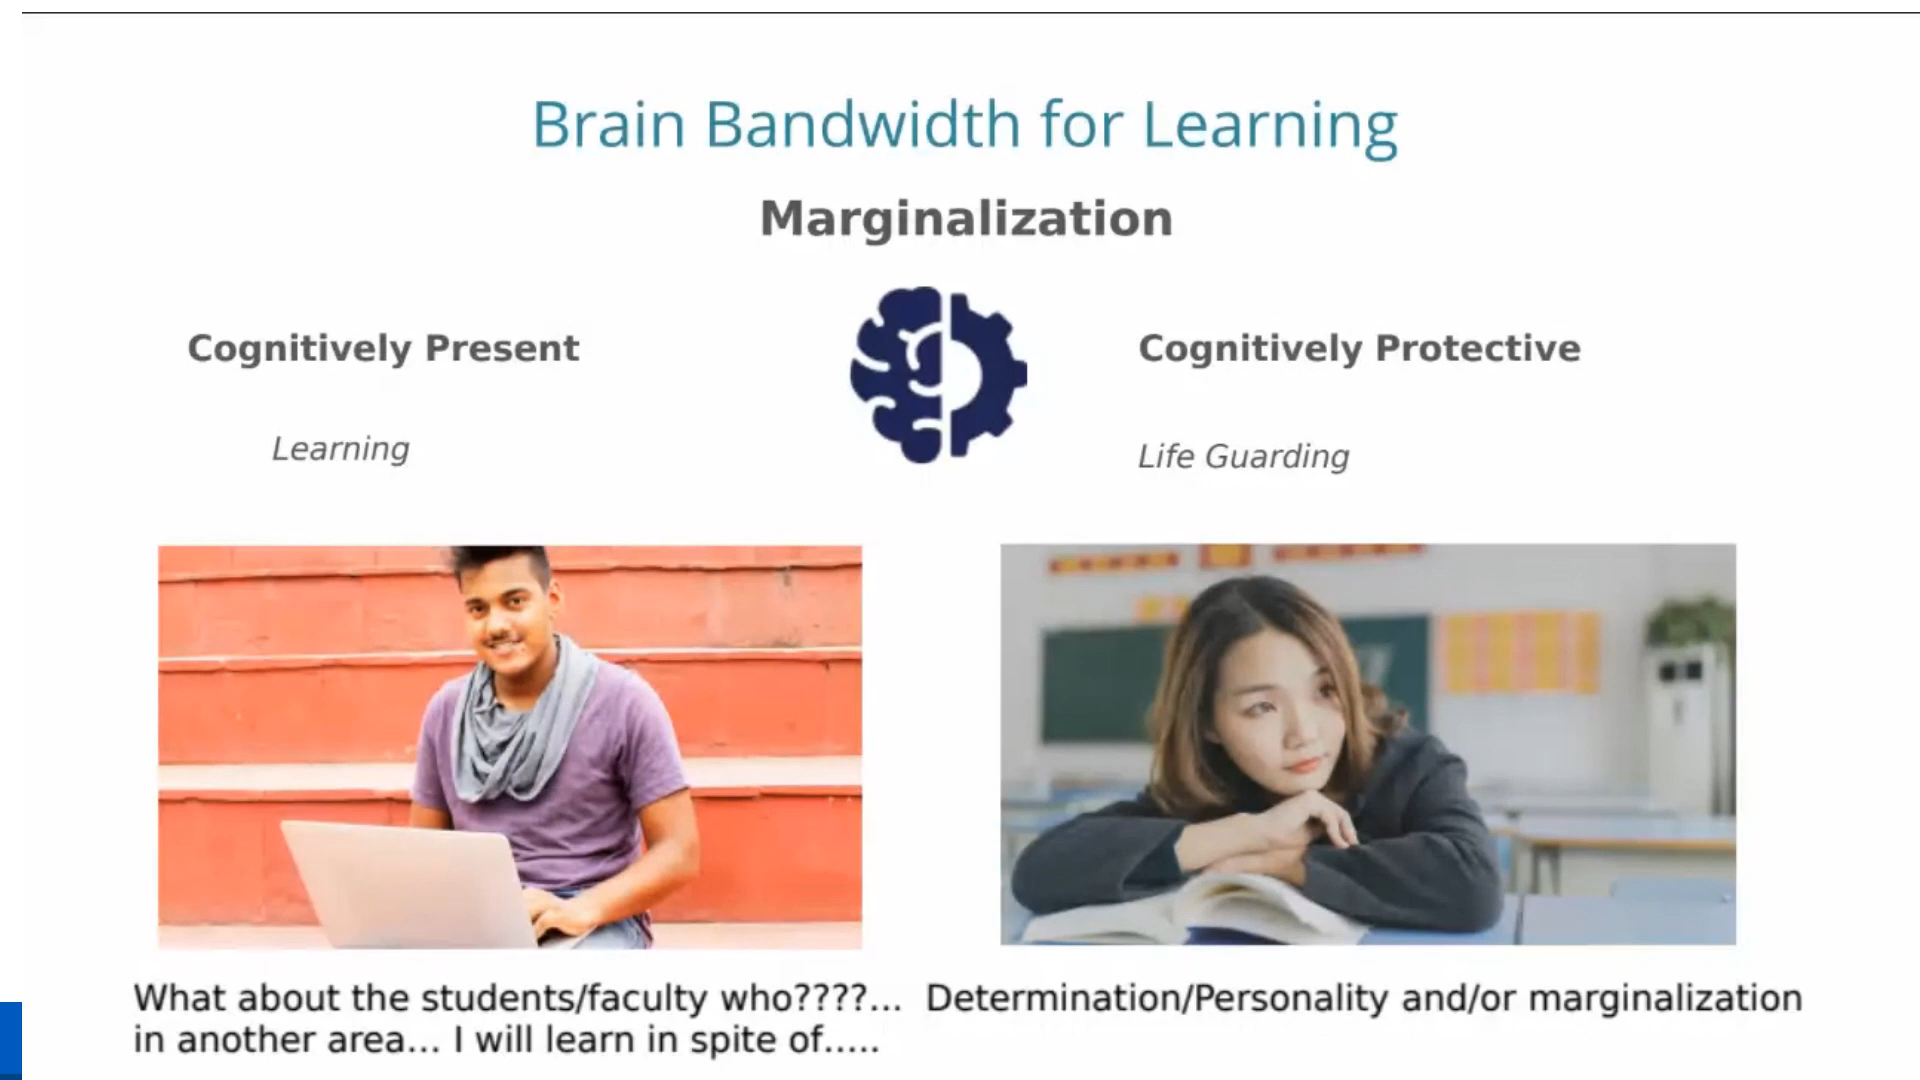 Brain Bandwidth for Learning
Marginalization
Cognitively Present
Cognitively Protective
Learning
Life Guarding
What about the students/faculty who????... Determination/Personality and/or marginalization
in another area... I will learn in spite of.....